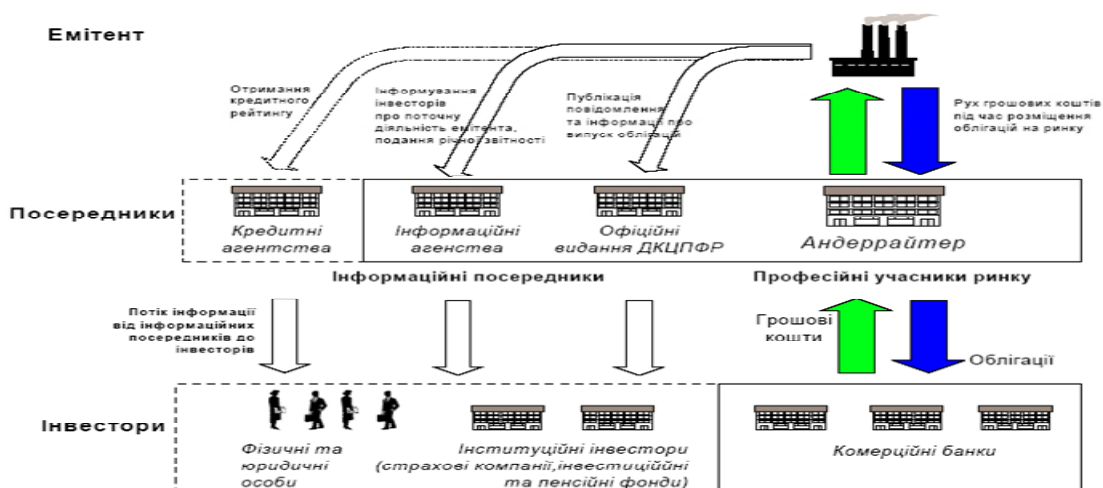 Емітент
Отримання
кредитного
рейтингу
Інформування
інвесторів
про поточну
діяльність емітента,
подання річної звітності
Публікація
повідомлення
та інформації про
випуск облігацій
Рух грошових коштів
під час розміщення
облігацій на ринку
Посередники
Кредитні
агентства
Інформаційні
агенства
Офіційні
видання ДКЦПФР
Андеррайтер
Інформаційні посередники
Професійні учасники ринку
Потік інформації
від інформаційних
посередників до
інвесторів
Грошові
кошти
Облігації
Інвестори
Фізичні та
юридичні
особи
Інституційні інвестори
(страхові компанії,інвестиційні
та пенсійні фонди)
Комерційні банки